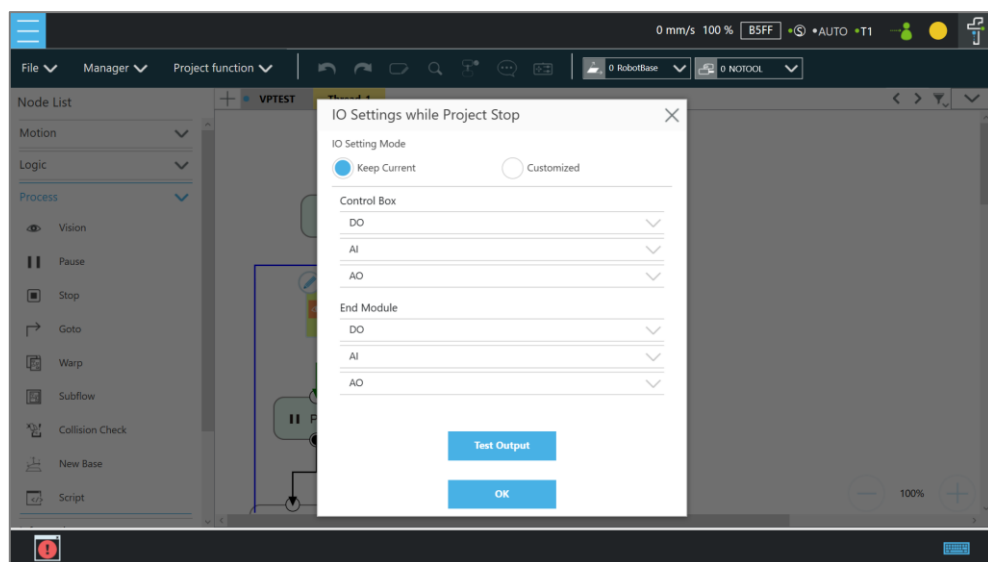 0 mm/s 100 % B5FF •Ⓢ •AUTO •T1
File Manager Project function 0 RobotBase 0 NOTOOL
Node List
VPTEST Thread_1
Motion
Logic
Process
Vision
Pause
Stop
Goto
Warp
Subflow
Collision Check
New Base
Script
IO Settings while Project Stop
IO Setting Mode
Keep Current Customized
Control Box
DO
AI
AO
End Module
DO
AI
AO
Test Output
OK
P
100%